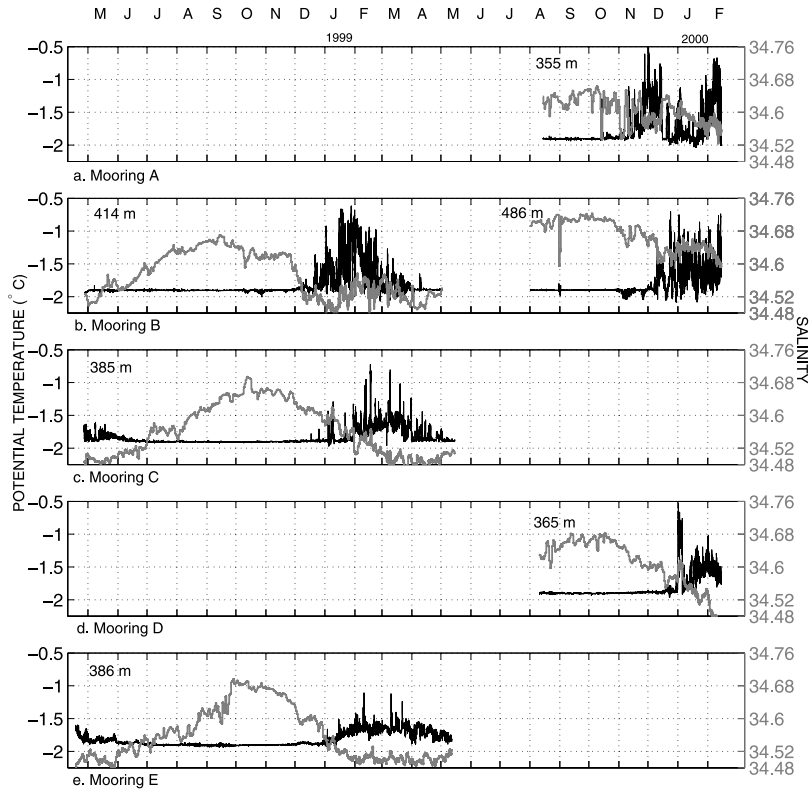 M J J A S O N D J F M A M J J A S O N D J F
1999 2000
−0.5 34.76
355 m
−1 34.68
−1.5 34.6
−2 34.52
34.48
a. Mooring A
−0.5 34.76
414 m 486 m
−1 34.68
−1.5 34.6
−2 34.52
34.48
b. Mooring B
−0.5 34.76
385 m
−1 34.68
−1.5 34.6
−2 34.52
34.48
c. Mooring C
−0.5 34.76
365 m
−1 34.68
−1.5 34.6
−2 34.52
34.48
d. Mooring D
−0.5 34.76
386 m
−1 34.68
−1.5 34.6
−2 34.52
34.48
e. Mooring E
POTENTIAL TEMPERATURE (° C)
SALINITY